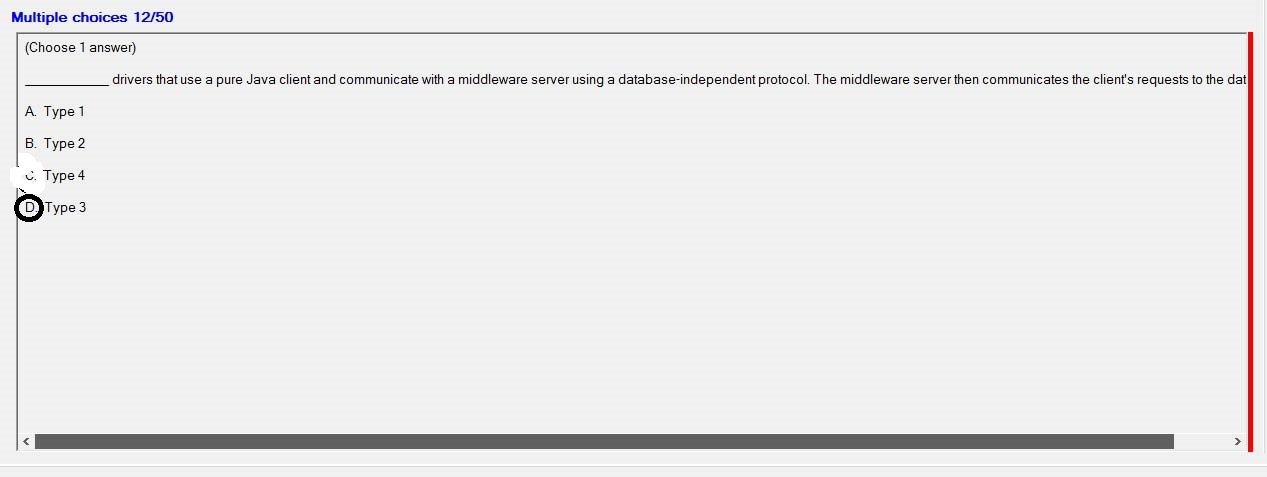 Multiple choices 12/50
(Choose 1 answer)
____________ drivers that use a pure Java client and communicate with a middleware server using a database-independent protocol. The middleware server then communicates the client's requests to the dat
A. Type 1
B. Type 2
C. Type 4
D. Type 3